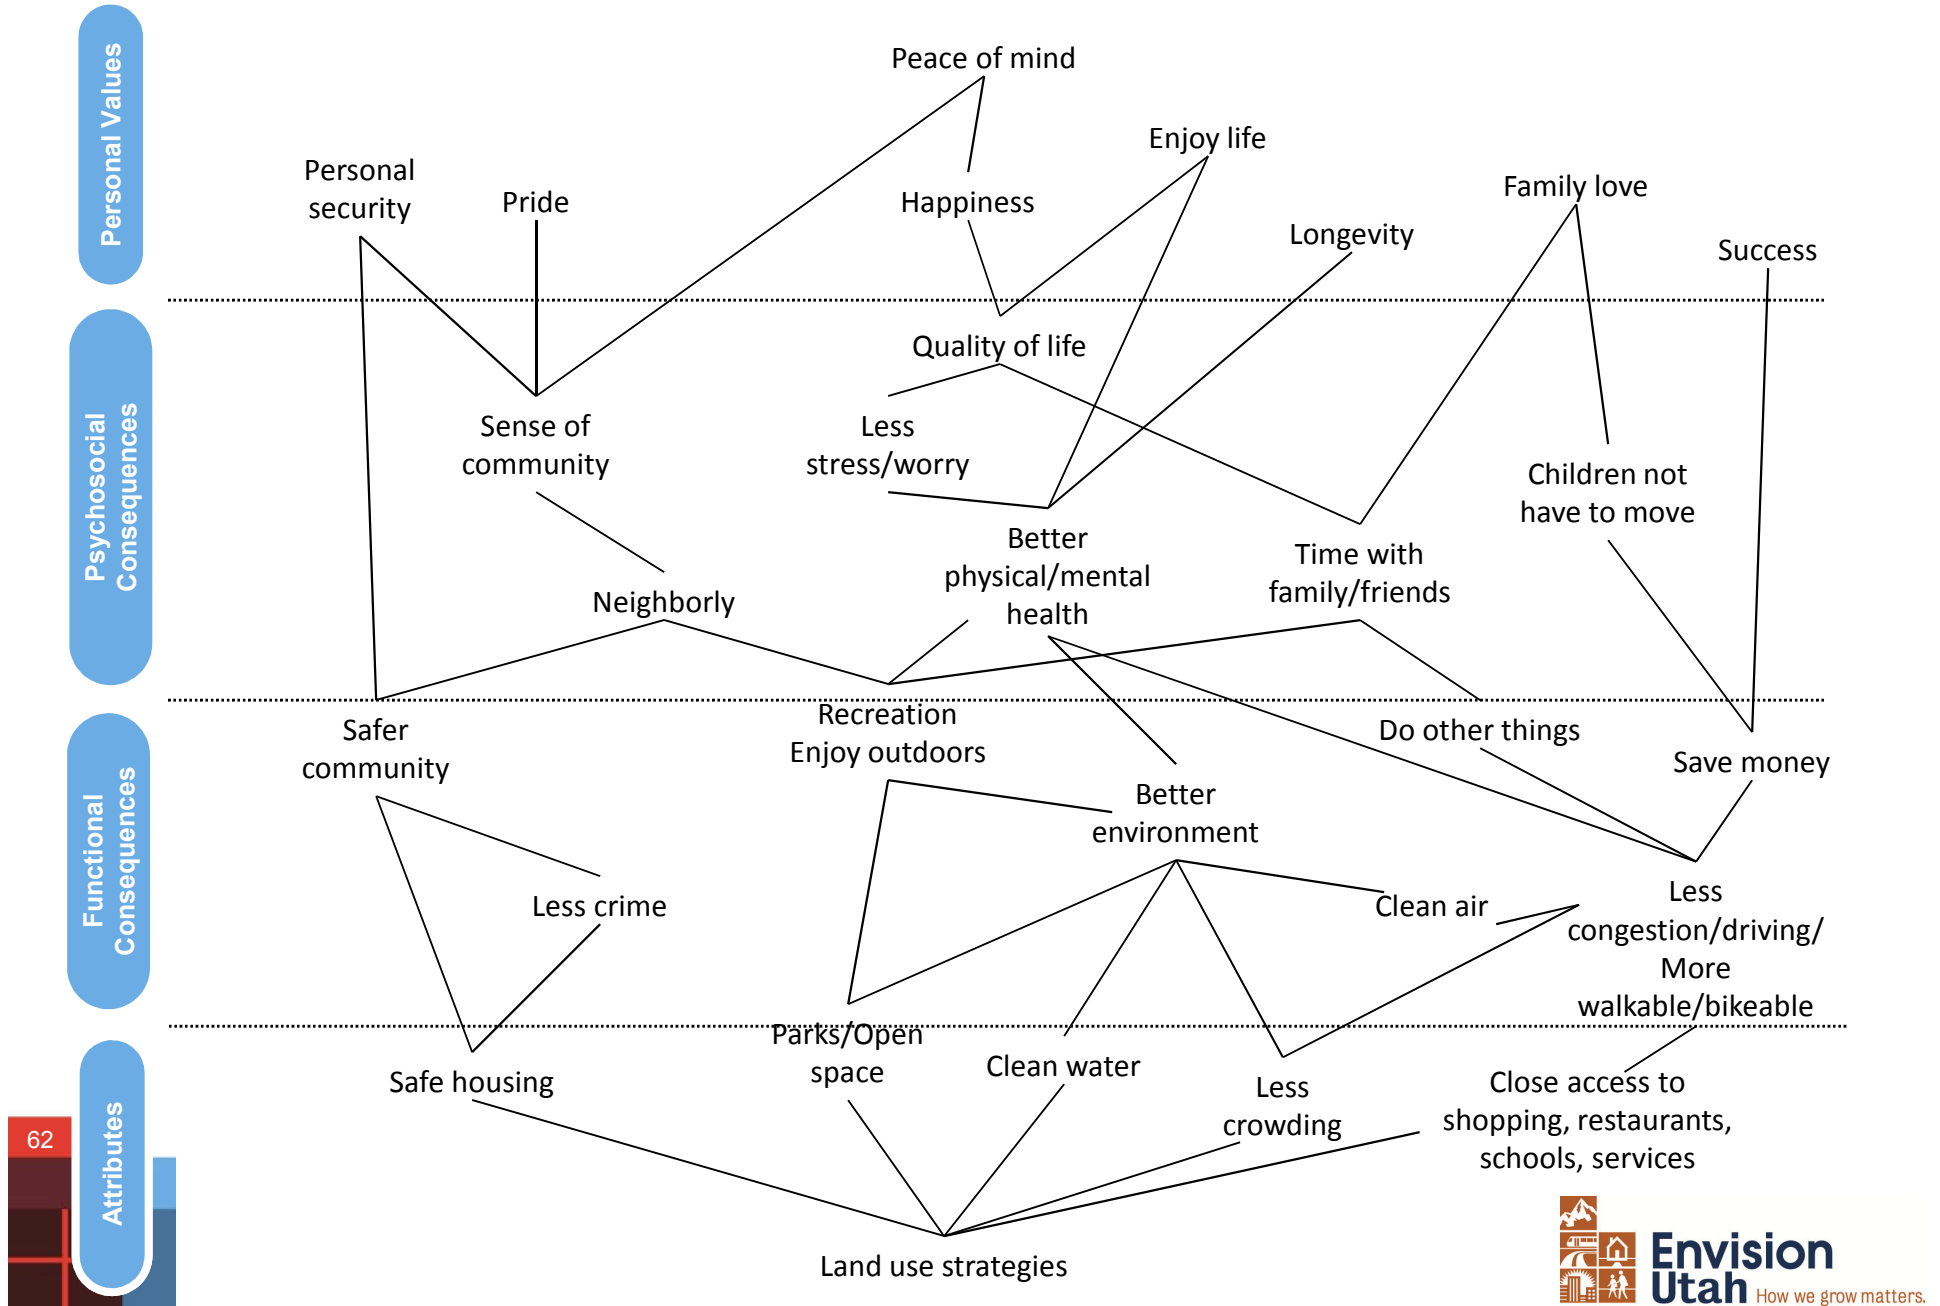 Personal Values
Peace of mind
Enjoy life
Personal
security
Pride
Happiness
Longevity
Family love
Success
Psychosocial
Consequences
Quality of life
Sense of
community
Less
stress/worry
Children not
have to move
Better
physical/mental
health
Time with
family/friends
Neighborly
Functional
Consequences
Safer
community
Recreation
Enjoy outdoors
Do other things
Save money
Better
environment
Less crime
Clean air
Less
congestion/driving/
More
walkable/bikeable
Attributes
Safe housing
Parks/Open
space
Clean water
Less
crowding
Close access to
shopping, restaurants,
schools, services
Land use strategies
62
Envision
Utah How we grow matters.